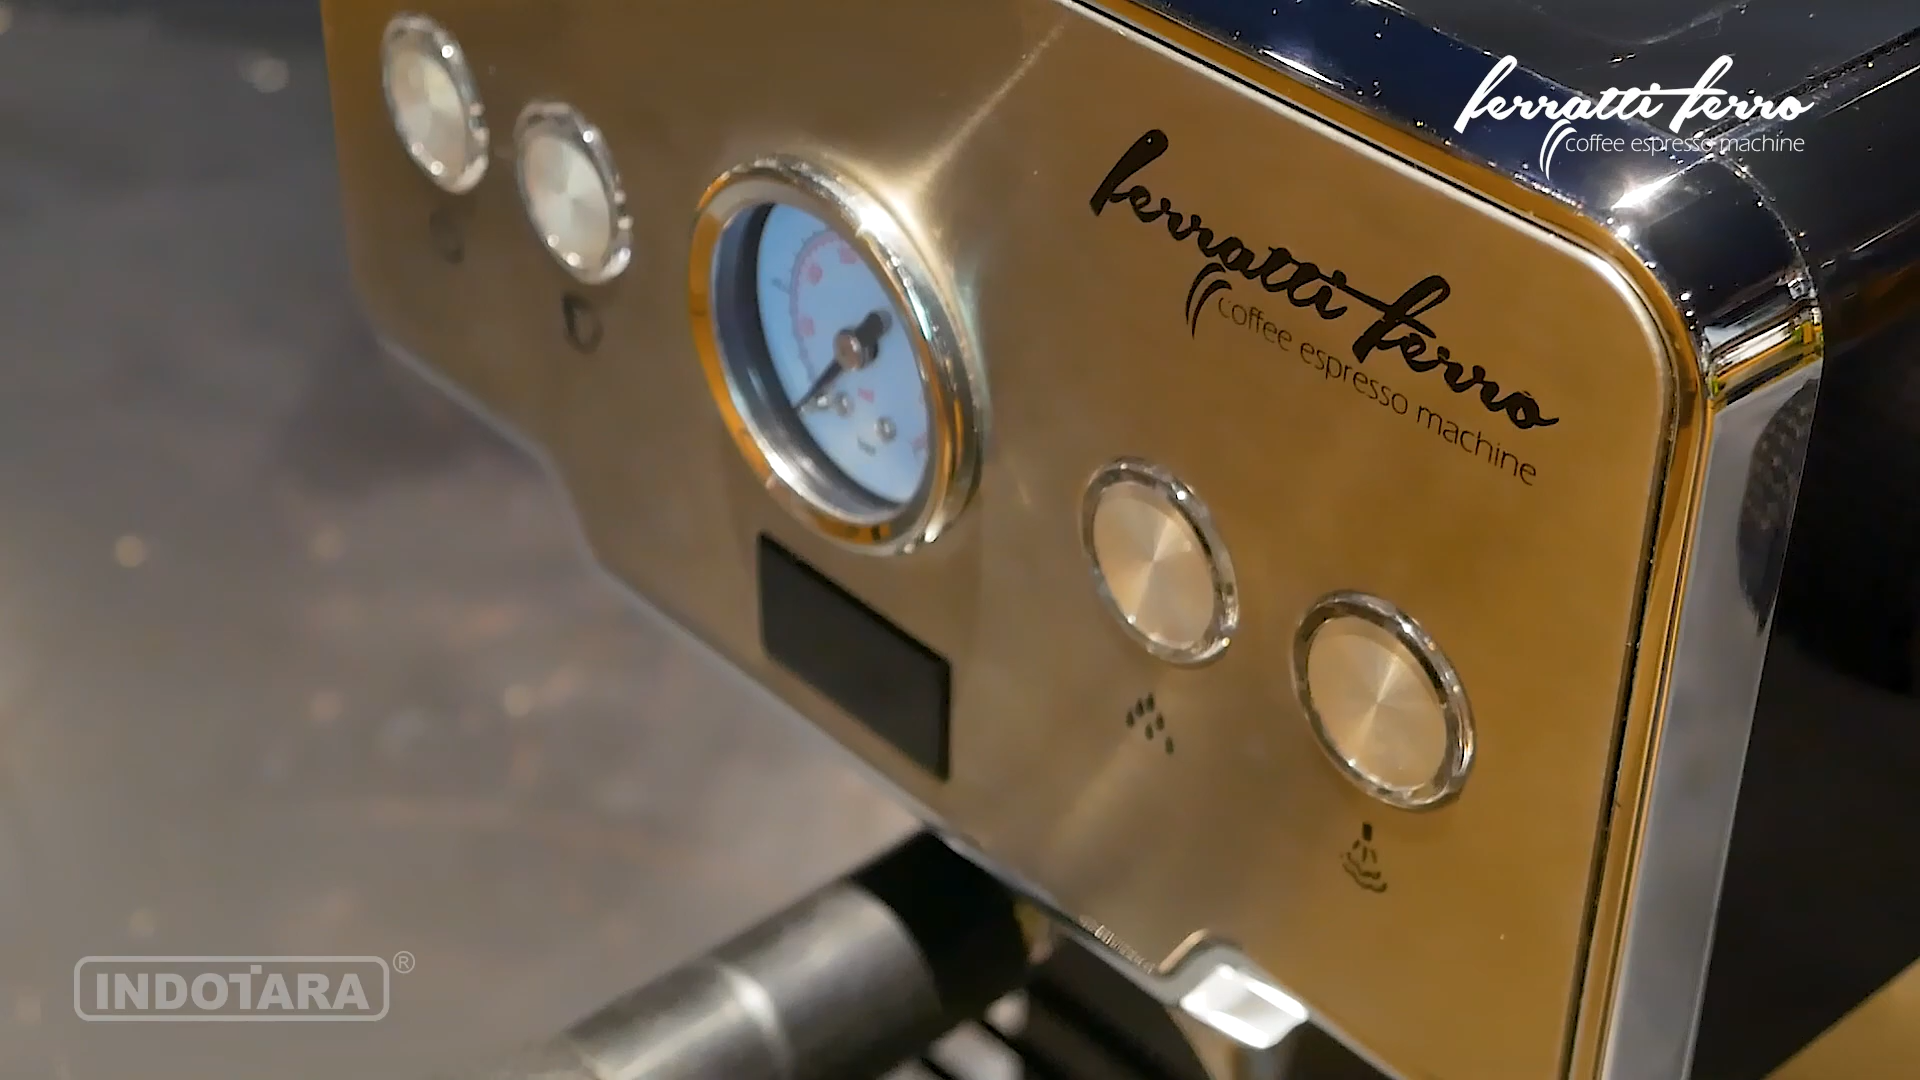 ferratti ferro
coffee espresso machine
ferratti ferro
coffee espresso machine
INDOTARA®